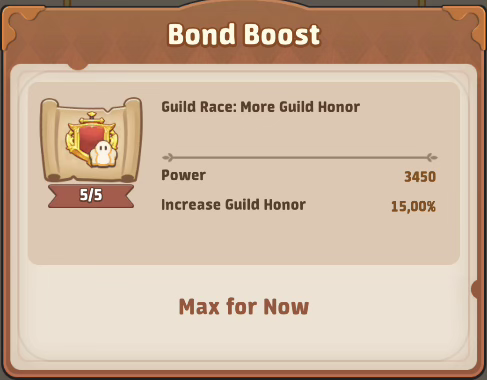 Bond Boost
Guild Race: More Guild Honor
5/5
Power 3450
Increase Guild Honor 15,00%
Max for Now